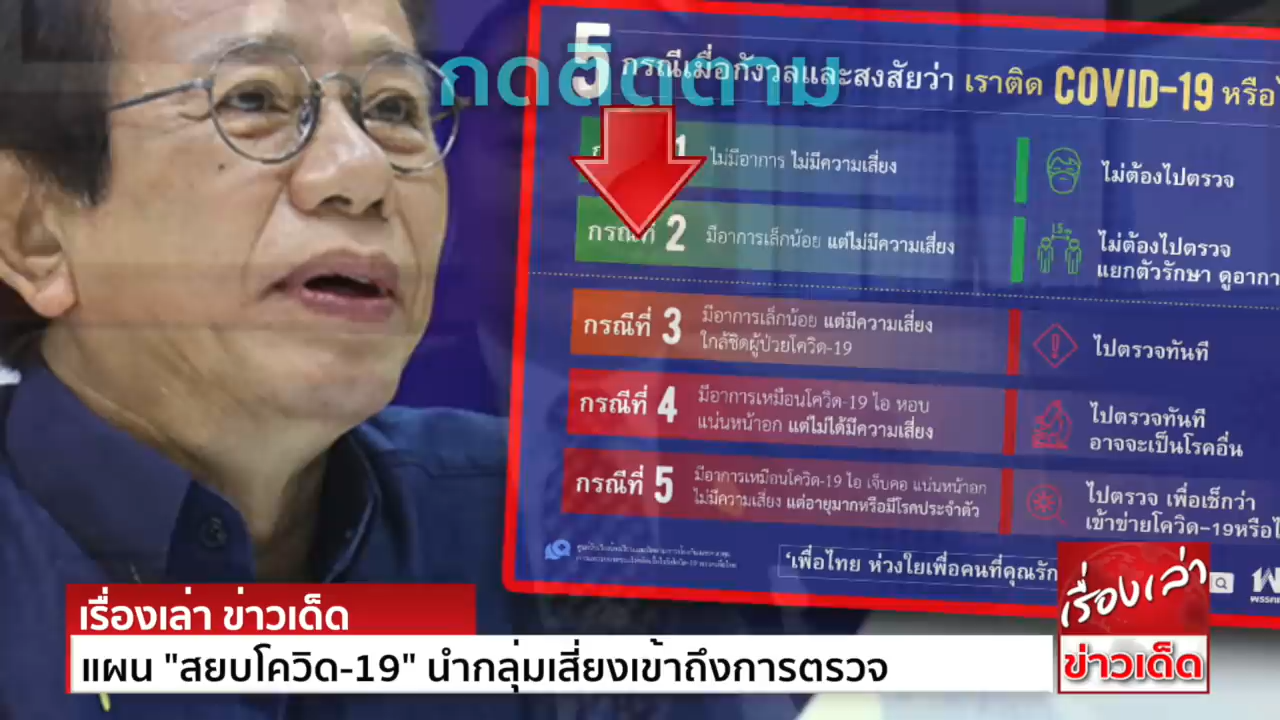 กดติดตาม
5 กรณีเมื่อกังวลและสงสัยว่า เราติด COVID-19 หรือ
1 ไม่มีอาการ ไม่มีความเสี่ยง
ไม่ต้องไปตรวจ
กรณีที่ 2 มีอาการเล็กน้อย แต่ไม่มีความเสี่ยง
ไม่ต้องไปตรวจ
แยกตัวรักษา ดูอากา
กรณีที่ 3 มีอาการเล็กน้อย แต่มีความเสี่ยง
ใกล้ชิดผู้ป่วยโควิด-19
ไปตรวจทันที
กรณีที่ 4 มีอาการเหมือนโควิด-19 ไอ หอบ
แน่นหน้าอก แต่ไม่ได้มีความเสี่ยง
ไปตรวจทันที
อาจจะเป็นโรคอื่น
กรณีที่ 5 มีอาการเหมือนโควิด-19 ไอ เจ็บคอ แน่นหน้าอก
ไม่มีความเสี่ยง แต่อายุมากหรือมีโรคประจำตัว
ไปตรวจ เพื่อเช็กว่า
เข้าข่ายโควิด-19หรือไ
'เพื่อไทย ห่วงใยเพื่อคนที่คุณรัก
เรื่องเล่า ข่าวเด็ด
แผน "สยบโควิด-19" นำกลุ่มเสี่ยงเข้าถึงการตรวจ
เรื่องเล่า
ข่าวเด็ด